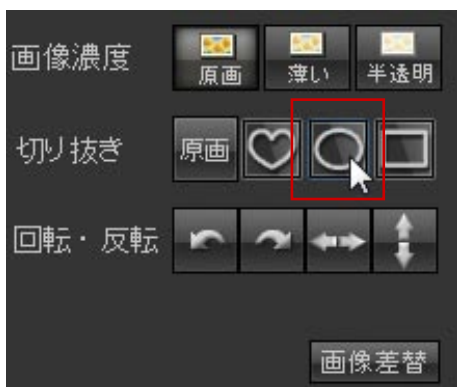 画像濃度
原画 薄い 半透明
切り抜き 原画
回転・反転
画像差替